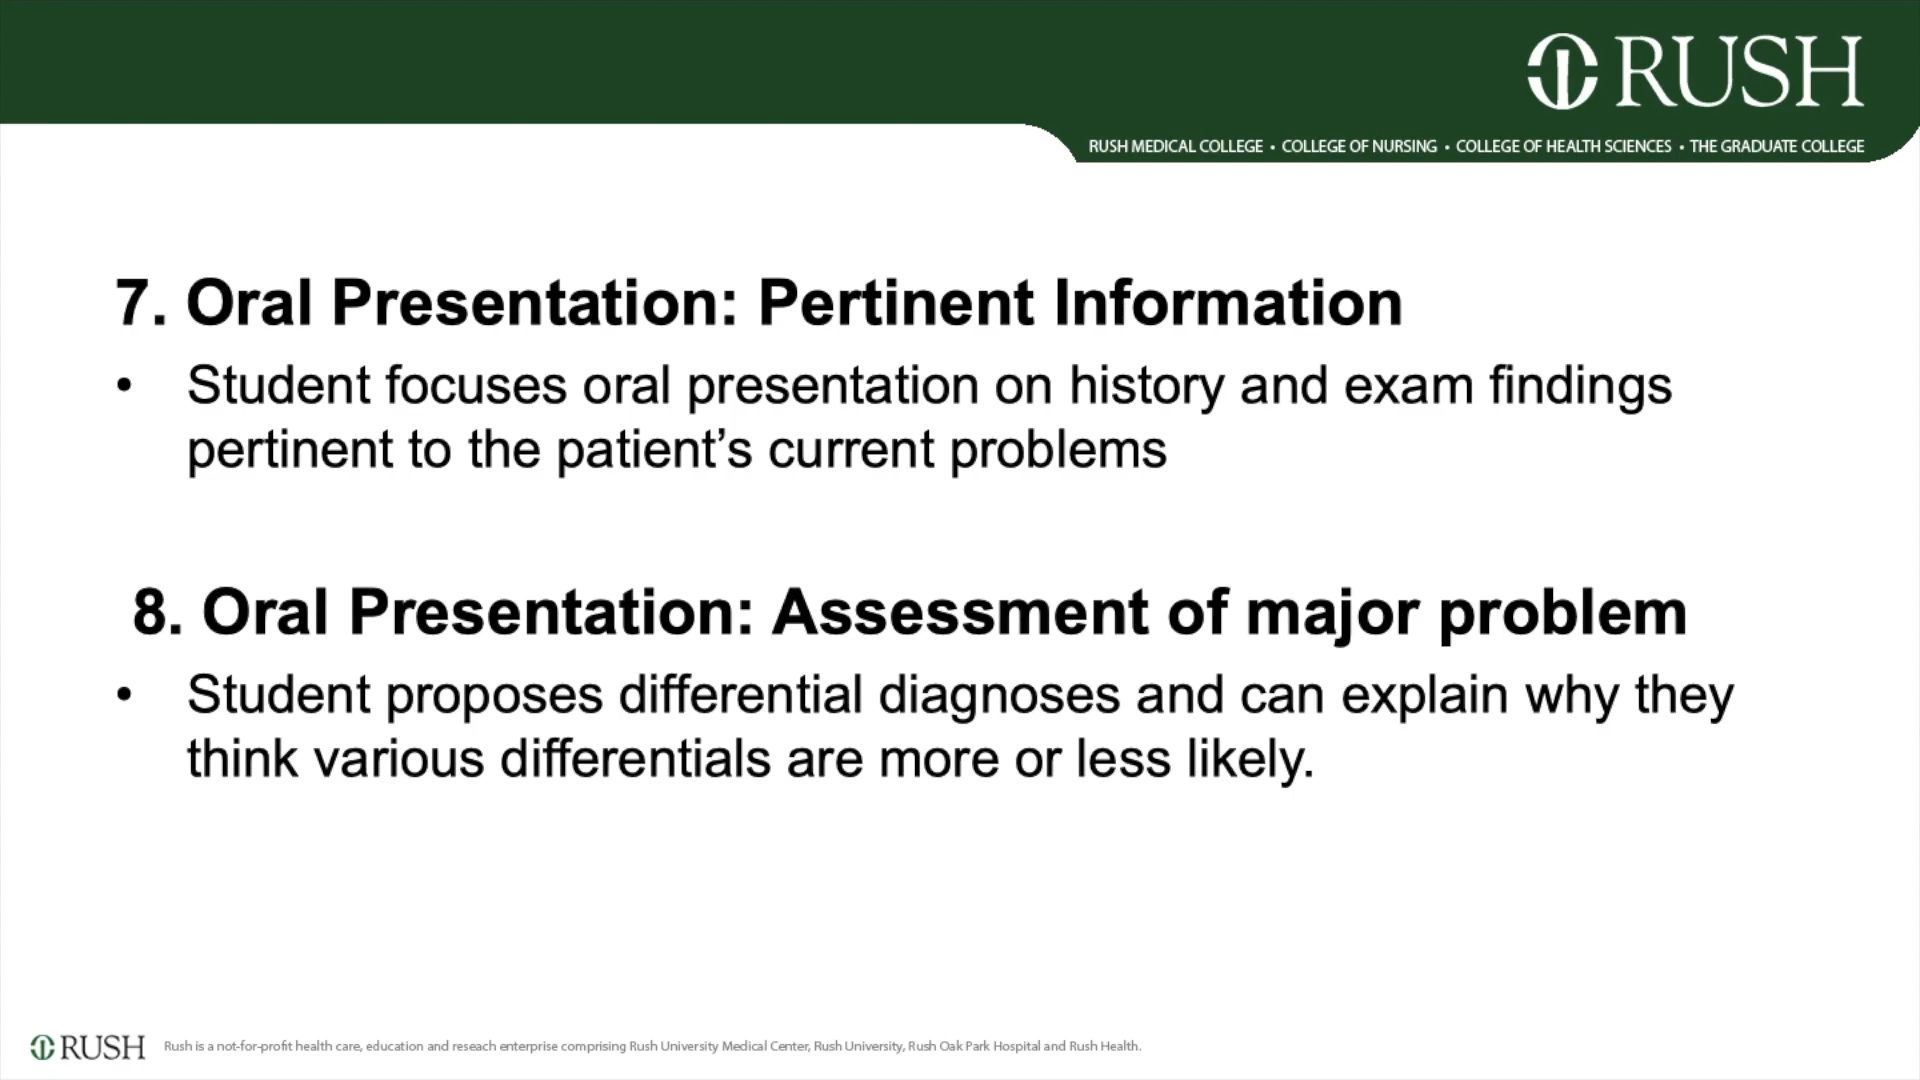 RUSH
RUSH MEDICAL COLLEGE • COLLEGE OF NURSING • COLLEGE OF HEALTH SCIENCES • THE GRADUATE COLLEGE
7. Oral Presentation: Pertinent Information
• Student focuses oral presentation on history and exam findings
pertinent to the patient’s current problems
8. Oral Presentation: Assessment of major problem
• Student proposes differential diagnoses and can explain why they
think various differentials are more or less likely.
RUSH Rush is a not-for-profit health care, education and reseach enterprise comprising Rush University Medical Center, Rush University, Rush Oak Park Hospital and Rush Health.